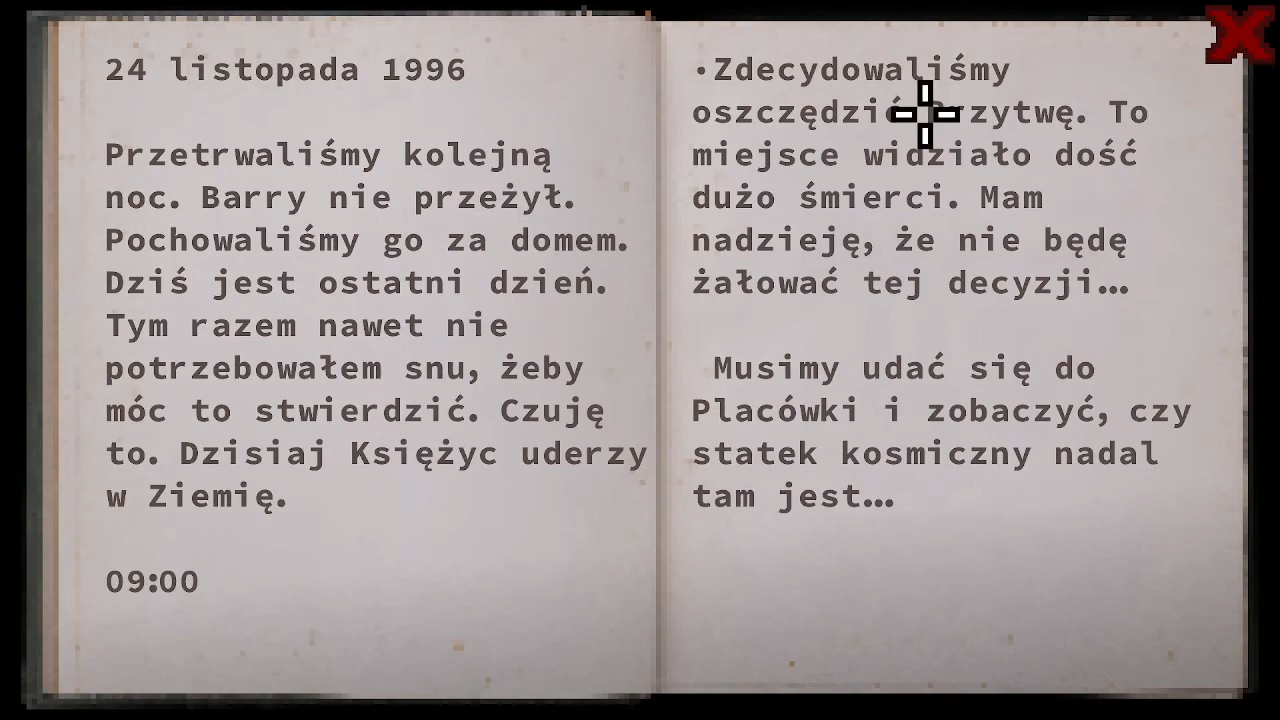 24 listopada 1996
Przetrwaliśmy kolejną
noc. Barry nie przeżył.
Pochowaliśmy go za domem.
Dziś jest ostatni dzień.
Tym razem nawet nie
potrzebowałem snu, żeby
móc to stwierdzić. Czuję
to. Dzisiaj Księżyc uderzy
w Ziemię.
09:00
·Zdecydowaliśmy
oszczędzić Brzytwę. To
miejsce widziało dość
dużo śmierci. Mam
nadzieję, że nie będę
żałować tej decyzji…
Musimy udać się do
Placówki i zobaczyć, czy
statek kosmiczny nadal
tam jest…